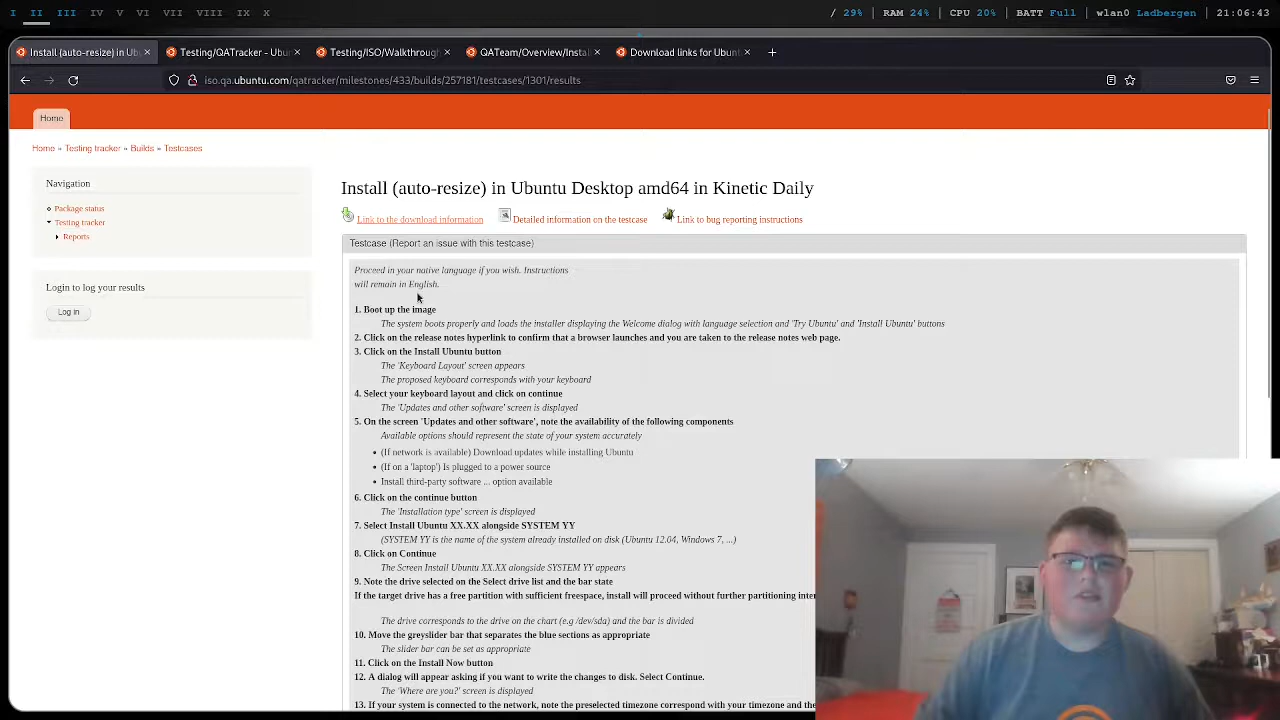 I II III IV V VI VII VIII IX X
/ 29% | RAM 24% | CPU 20% | BATT Full | wlan0 Ladbergen | 21:06:43
Install (auto-resize) in Ub
Testing/QATracker - Ubun
Testing/ISO/Walkthroug
QATeam/Overview/Instal
Download links for Ubunt
iso.qa.ubuntu.com/qatracker/milestones/433/builds/257181/testcases/1301/results
Home
Home » Testing tracker » Builds » Testcases
Navigation
Package status
Testing tracker
Reports
Login to log your results
Log in
Install (auto-resize) in Ubuntu Desktop amd64 in Kinetic Daily
Link to the download information Detailed information on the testcase Link to bug reporting instructions
Testcase (Report an issue with this testcase)
Proceed in your native language if you wish. Instructions
will remain in English.
1. Boot up the image
The system boots properly and loads the installer displaying the Welcome dialog with language selection and 'Try Ubuntu' and 'Install Ubuntu' buttons
2. Click on the release notes hyperlink to confirm that a browser launches and you are taken to the release notes web page.
3. Click on the Install Ubuntu button
The 'Keyboard Layout' screen appears
The proposed keyboard corresponds with your keyboard
4. Select your keyboard layout and click on continue
The 'Updates and other software' screen is displayed
5. On the screen 'Updates and other software', note the availability of the following components
Available options should represent the state of your system accurately
(If network is available) Download updates while installing Ubuntu
(If on a 'laptop') Is plugged to a power source
Install third-party software ... option available
6. Click on the continue button
The 'Installation type' screen is displayed
7. Select Install Ubuntu XX.XX alongside SYSTEM YY
(SYSTEM YY is the name of the system already installed on disk (Ubuntu 12.04, Windows 7, ...)
8. Click on Continue
The Screen Install Ubuntu XX.XX alongside SYSTEM YY appears
9. Note the drive selected on the Select drive list and the bar state
If the target drive has a free partition with sufficient freespace, install will proceed without further partitioning inter
The drive corresponds to the drive on the chart (e.g /dev/sda) and the bar is divided
10. Move the greyslider bar that separates the blue sections as appropriate
The slider bar can be set as appropriate
11. Click on the Install Now button
12. A dialog will appear asking if you want to write the changes to disk. Select Continue.
The 'Where are you?' screen is displayed
13. If your system is connected to the network, note the preselected timezone correspond with your timezone and the